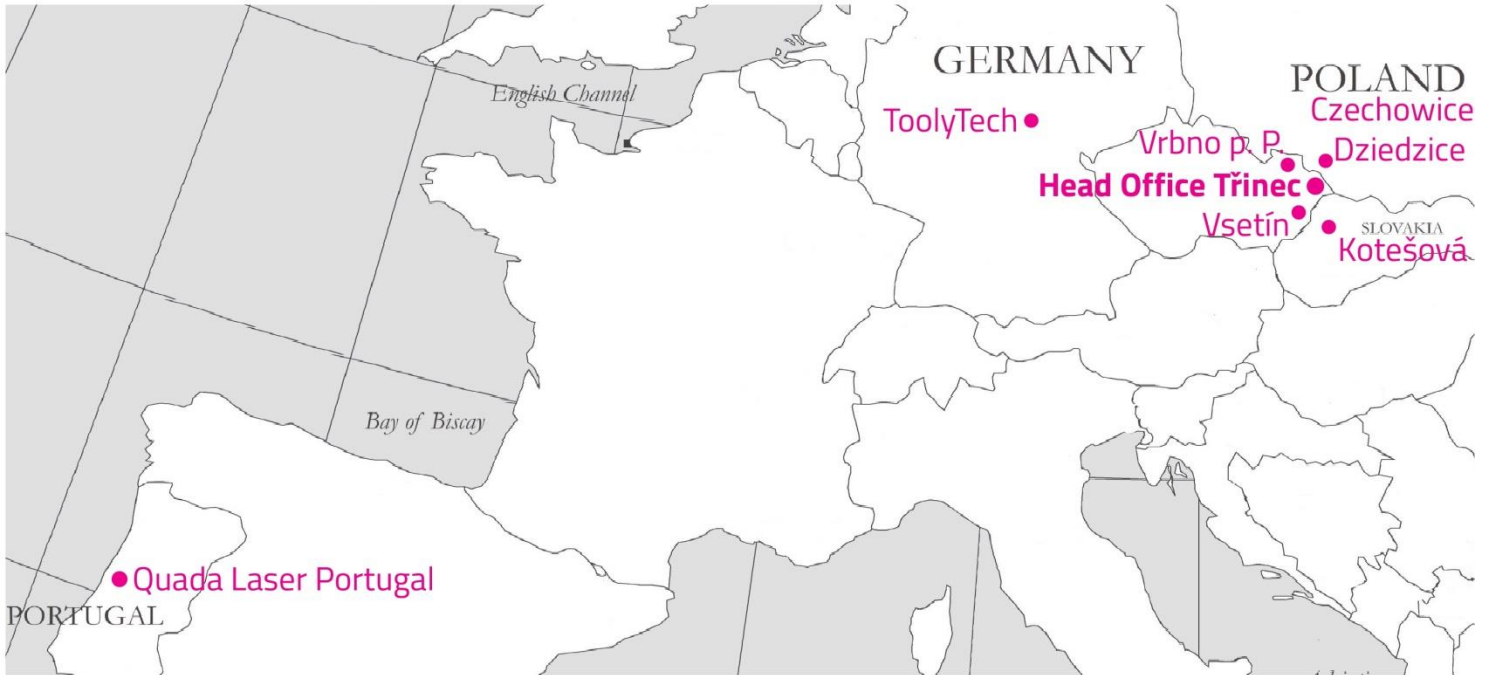 GERMANY
POLAND
English Channel
Czechowice
ToolyTech
Vrbno p. P.
Dziedzice
Head Office Třinec
Vsetín
SLOVAKIA
Kotešová
Bay of Biscay
Quada Laser Portugal
PORTUGAL